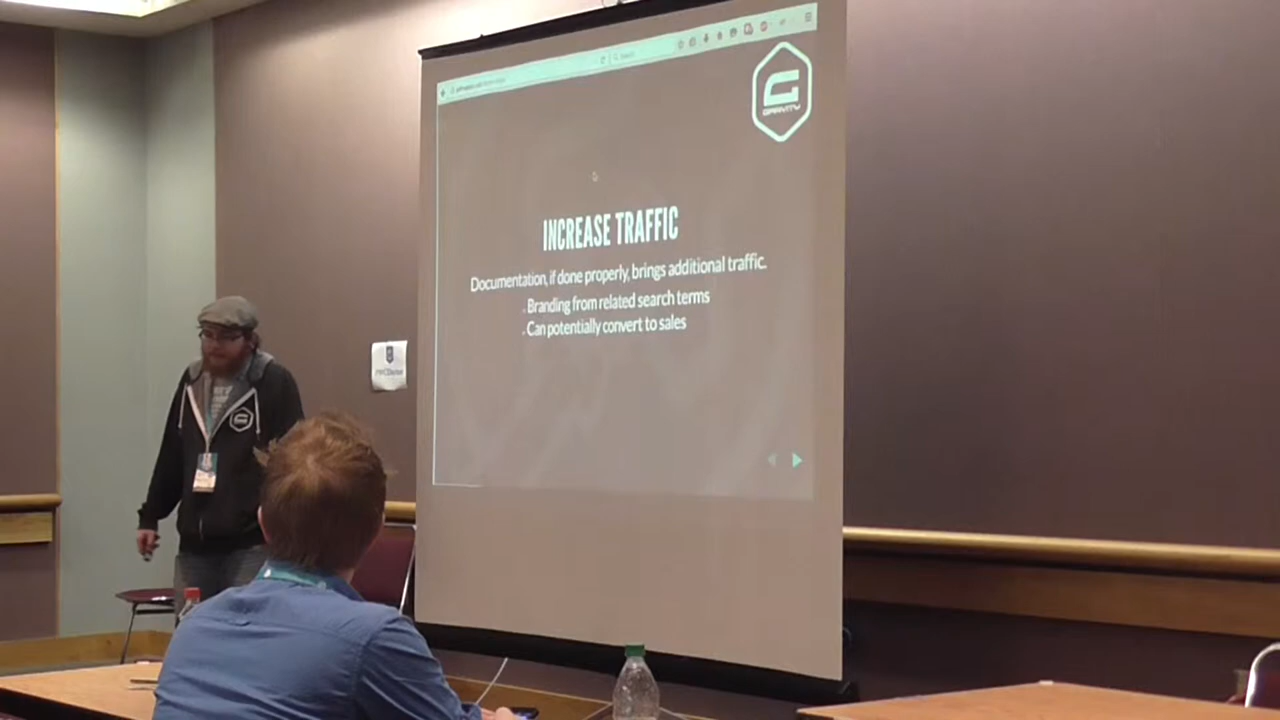 Search
GRAVITY
INCREASE TRAFFIC
Documentation, if done properly, brings additional traffic.
. Branding from related search terms
. Can potentially convert to sales